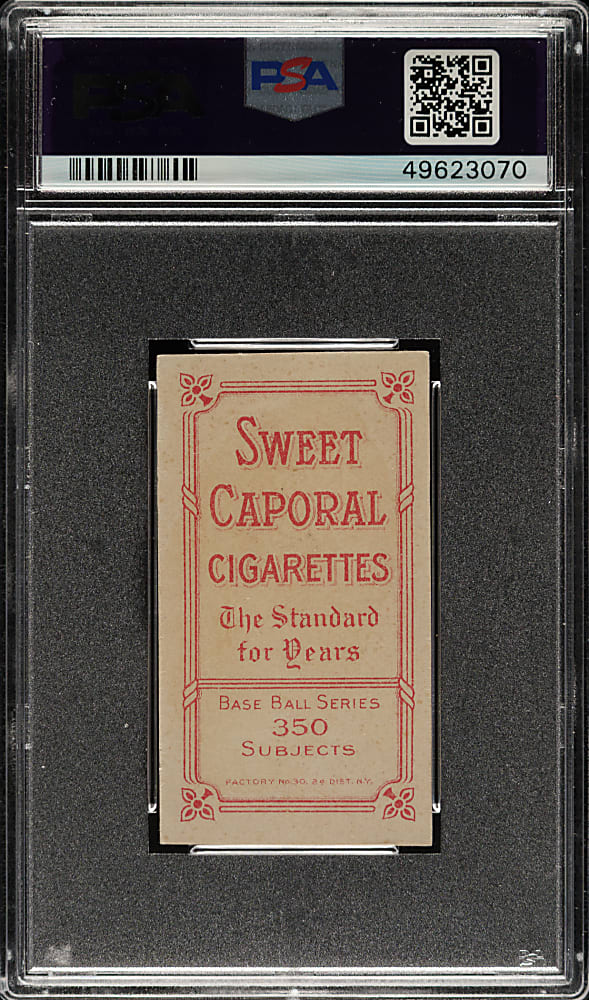 PSA
49623070
SWEET
CAPORAL
CIGARETTES
The Standard
for Years
BASE BALL SERIES
350
SUBJECTS
FACTORY No. 30. 2d DIST. N.Y.